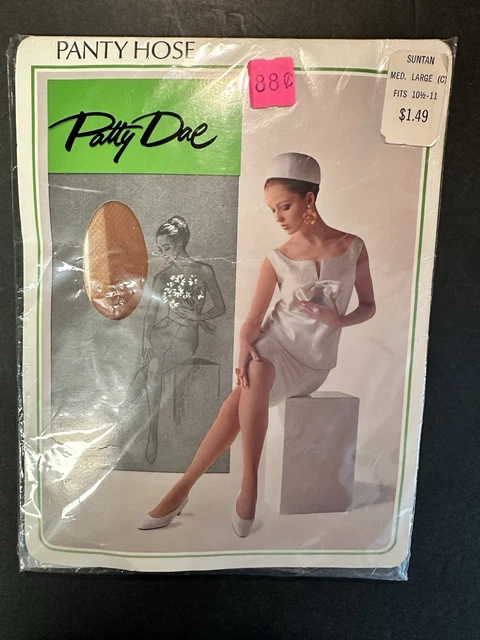 PANTY HOSE
88¢
SUNTAN
MED. LARGE (C)
FITS 10½-11
$1.49
Patty Dae